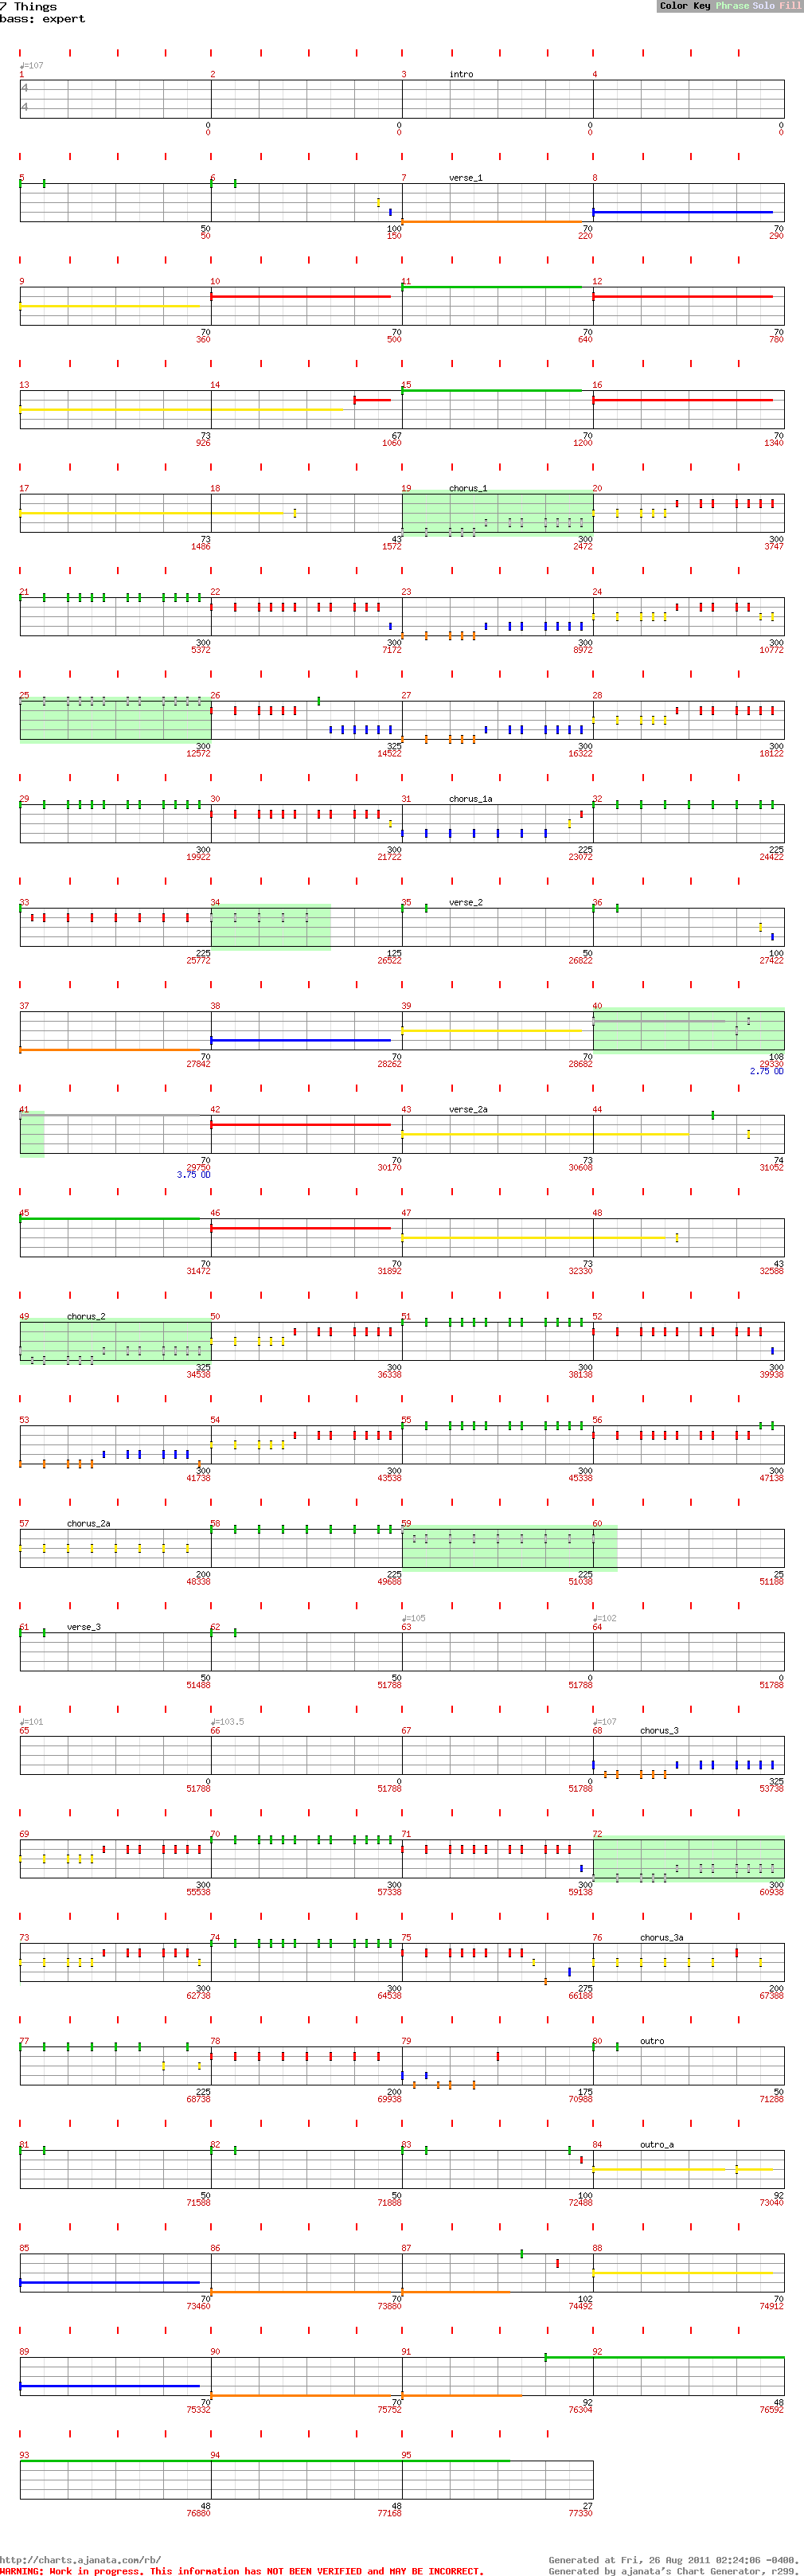 7 Things
bass: expert
Color Key Phrase Solo Fill
♩=107
1 2 3 intro 4
4
4
0 0 0 0
0 0 0 0
5 6 7 verse_1 8
50 100 70 70
50 150 220 290
9 10 11 12
70 70 70 70
360 500 640 780
13 14 15 16
73 67 70 70
926 1060 1200 1340
17 18 19 chorus_1 20
73 43 300 300
1486 1572 2472 3747
21 22 23 24
300 300 300 300
5372 7172 8972 10772
25 26 27 28
300 325 300 300
12572 14522 16322 18122
29 30 31 chorus_1a 32
300 300 225 225
19922 21722 23072 24422
33 34 35 verse_2 36
225 125 50 100
25772 26522 26822 27422
37 38 39 40
70 70 70 108
27842 28262 28682 29330
2.75 OD
41 42 43 verse_2a 44
70 70 73 74
29750 30170 30608 31052
3.75 OD
45 46 47 48
70 70 73 43
31472 31892 32330 32588
49 chorus_2 50 51 52
325 300 300 300
34538 36338 38138 39938
53 54 55 56
300 300 300 300
41738 43538 45338 47138
57 chorus_2a 58 59 60
200 225 225 25
48338 49688 51038 51188
♩=105 ♩=102
61 verse_3 62 63 64
50 50 0 0
51488 51788 51788 51788
♩=101 ♩=103.5 ♩=107
65 66 67 68 chorus_3
0 0 0 325
51788 51788 51788 53738
69 70 71 72
300 300 300 300
55538 57338 59138 60938
73 74 75 76 chorus_3a
300 300 275 200
62738 64538 66188 67388
77 78 79 80 outro
225 200 175 50
68738 69938 70988 71288
81 82 83 84 outro_a
50 50 100 92
71588 71888 72488 73040
85 86 87 88
70 70 102 70
73460 73880 74492 74912
89 90 91 92
70 70 92 48
75332 75752 76304 76592
93 94 95
48 48 27
76880 77168 77330
http://charts.ajanata.com/rb/
Generated at Fri, 26 Aug 2011 02:24:06 -0400.
WARNING: Work in progress. This information has NOT BEEN VERIFIED and MAY BE INCORRECT.
Generated by ajanata's Chart Generator, r299.